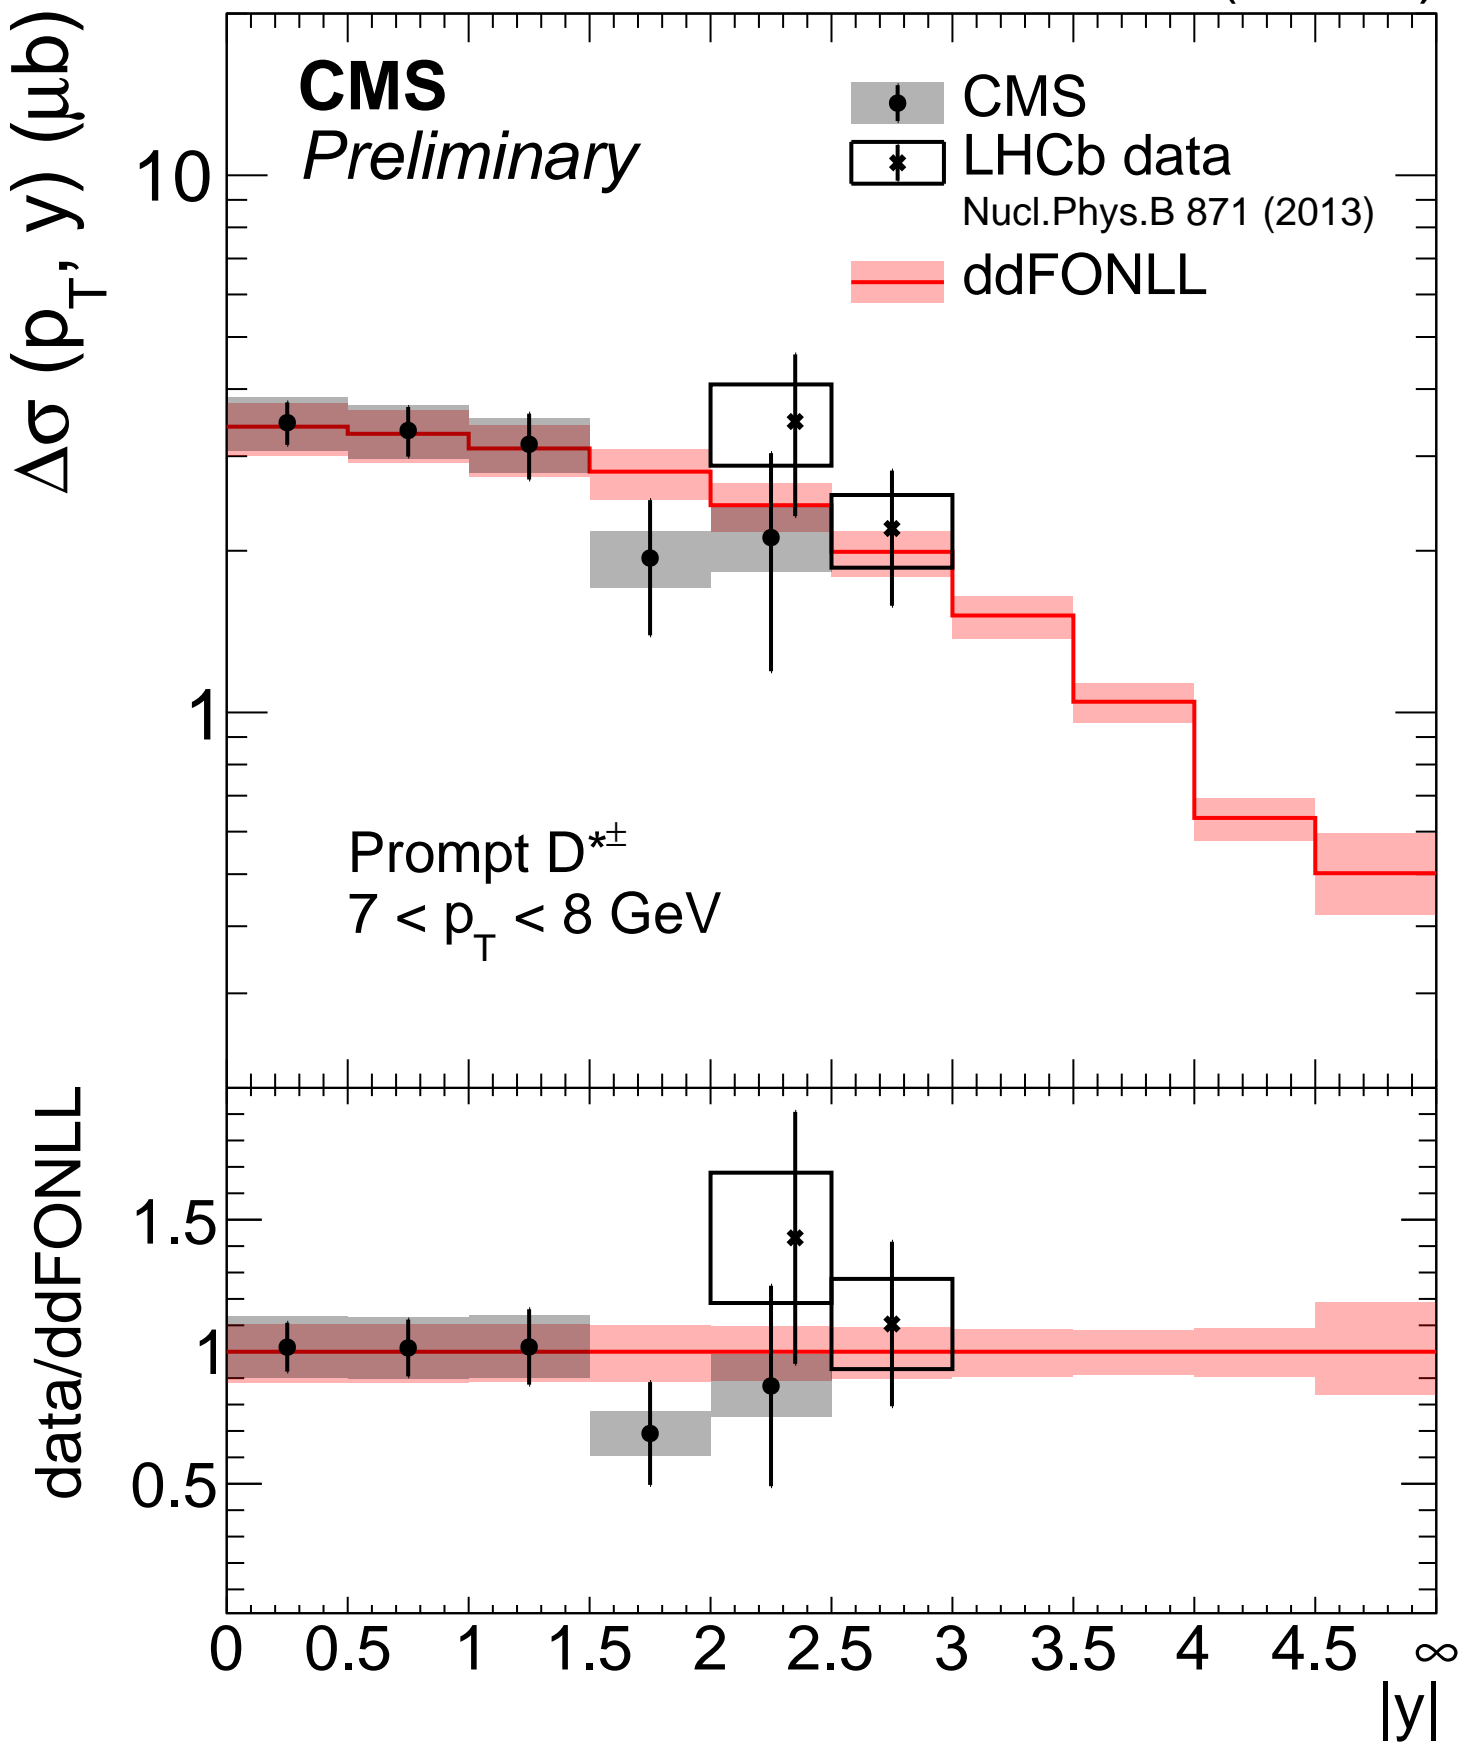 CMS
Preliminary
CMS
LHCb data
Nucl.Phys.B 871 (2013)
ddFONLL
Δσ (p_T, y) (μb)
10
1
Prompt D*±
7 < p_T < 8 GeV
data/ddFONLL
1.5
1
0.5
0 0.5 1 1.5 2 2.5 3 3.5 4 4.5 ∞
|y|